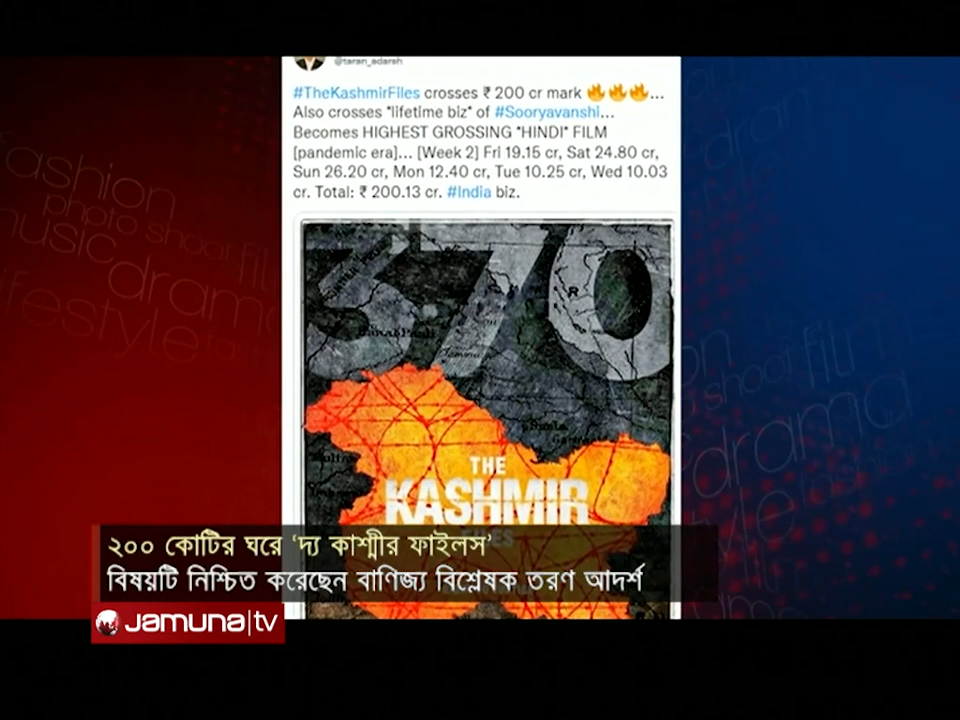 @taran_adarsh
#TheKashmirFiles crosses ₹ 200 cr mark 🔥🔥🔥...
Also crosses *lifetime biz* of #Sooryavanshi...
Becomes HIGHEST GROSSING *HINDI* FILM
[pandemic era]... [Week 2] Fri 19.15 cr, Sat 24.80 cr,
Sun 26.20 cr, Mon 12.40 cr, Tue 10.25 cr, Wed 10.03
cr. Total: ₹ 200.13 cr. #India biz.
370
THE
KASHMIR
২০০ কোটির ঘরে ‘দ্য কাশ্মীর ফাইলস’
বিষয়টি নিশ্চিত করেছেন বাণিজ্য বিশ্লেষক তরণ আদর্শ
Jamuna|tv
fashion
photo shoot fil
music
drama
lifestyle
shoot film
drama